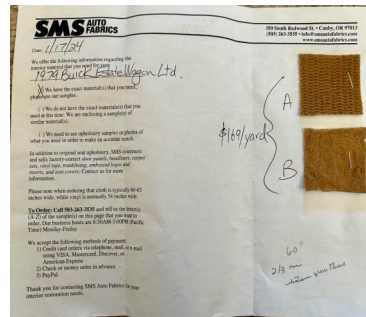 SMS AUTO FABRICS
350 South Redwood St. • Canby, OR 97013
(503) 263-3535 • info@smsautofabrics.com
www.smsautofabrics.com
Date: 1/17/24
We offer the following information regarding the
interior material that you need for your:
1979 Buick Estate Wagon Ltd.
(X) We have the exact material(s) that you need,
please see our samples.
( ) We do not have the exact material(s) that you
need at this time. We are enclosing a sample(s) of
similar material(s).
( ) We need to see upholstery samples or photos of
what you need in order to make an accurate match.
In addition to original seat upholstery, SMS constructs
and sells factory-correct door panels, headliners, carpet
sets, vinyl tops, mucklining, embossed logos and
inserts, and seat covers. Contact us for more
information.
Please note when ordering that cloth is typically 60-65
inches wide, while vinyl is normally 54 inches wide.
To Order: Call 503-263-3535 and tell us the letter(s)
(A-Z) of the sample(s) on this page that you want to
order. Our business hours are 8:30AM-5:00PM (Pacific
Time) Monday-Friday.
We accept the following methods of payment:
1) Credit card orders via telephone, mail, or e-mail
using VISA, Mastercard, Discover, or
American Express
2) Check or money order in advance
3) PayPal
Thank you for contacting SMS Auto Fabrics for your
interior restoration needs.
A
$169/yard
B
60"
2/3